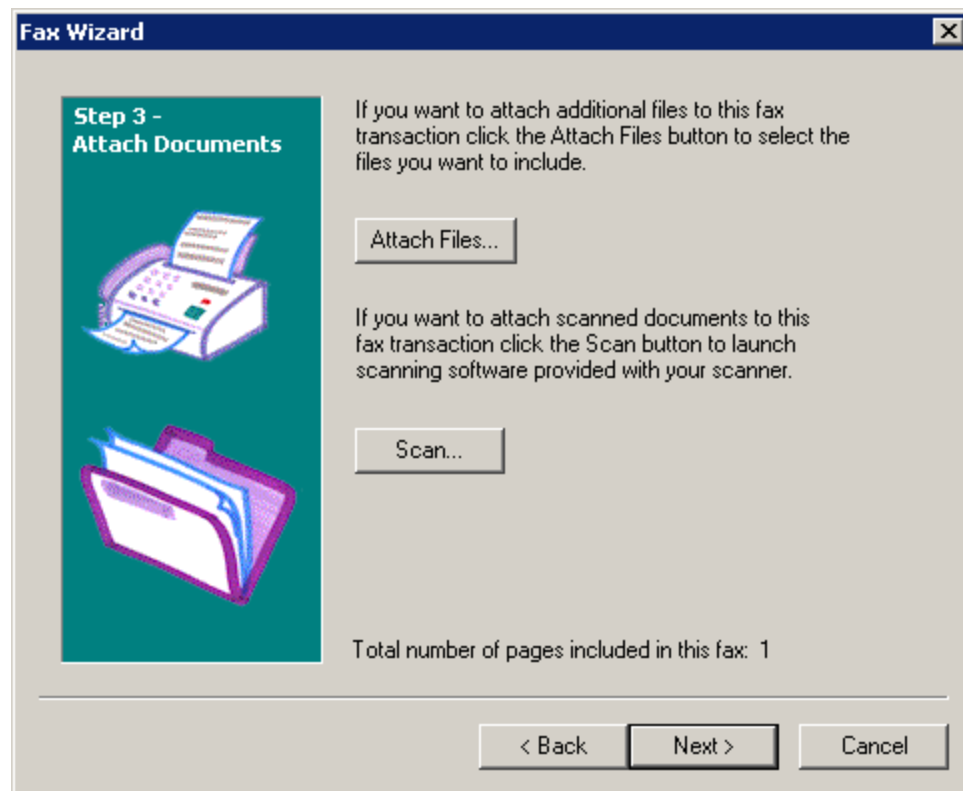 Fax Wizard
Step 3 -
Attach Documents
If you want to attach additional files to this fax
transaction click the Attach Files button to select the
files you want to include.
Attach Files...
If you want to attach scanned documents to this
fax transaction click the Scan button to launch
scanning software provided with your scanner.
Scan...
Total number of pages included in this fax: 1
< Back
Next >
Cancel